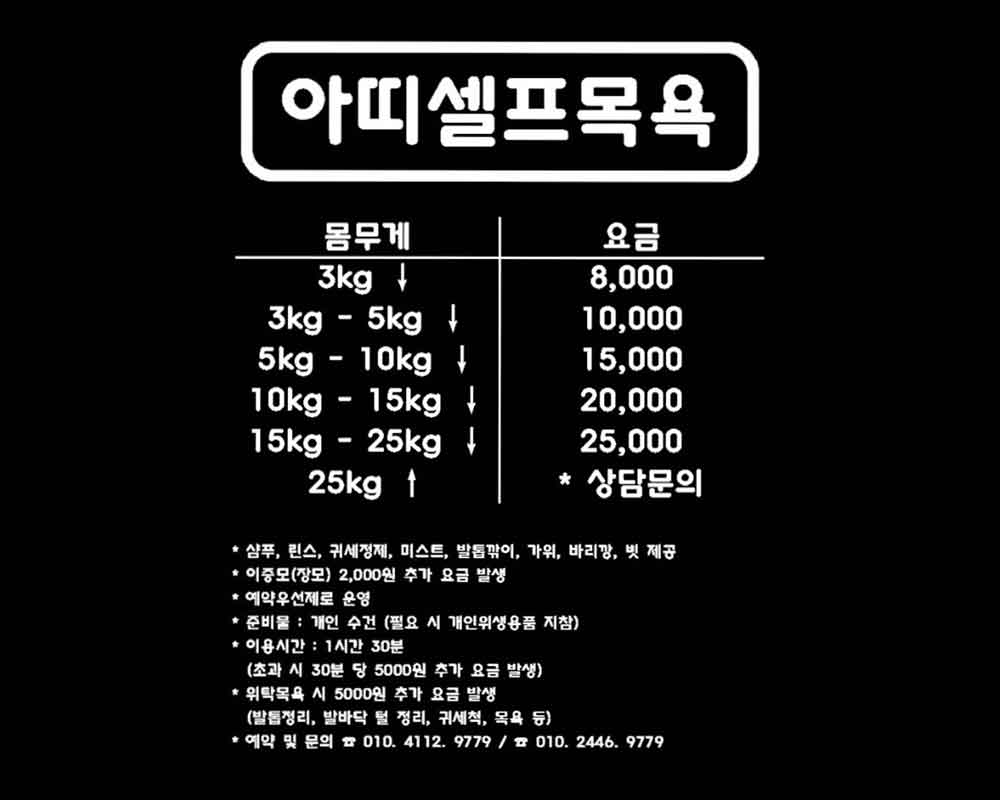 아띠셀프목욕
몸무게 요금
3kg ↓ 8,000
3kg - 5kg ↓ 10,000
5kg - 10kg ↓ 15,000
10kg - 15kg ↓ 20,000
15kg - 25kg ↓ 25,000
25kg ↑ * 상담문의
* 샴푸, 린스, 귀세정제, 미스트, 발톱깎이, 가위, 바리깡, 빗 제공
* 이중모(장모) 2,000원 추가 요금 발생
* 예약우선제로 운영
* 준비물 : 개인 수건 (필요 시 개인위생용품 지참)
* 이용시간 : 1시간 30분
(초과 시 30분 당 5000원 추가 요금 발생)
* 위탁목욕 시 5000원 추가 요금 발생
(발톱정리, 발바닥 털 정리, 귀세척, 목욕 등)
* 예약 및 문의 ☎ 010. 4112. 9779 / ☎ 010. 2446. 9779